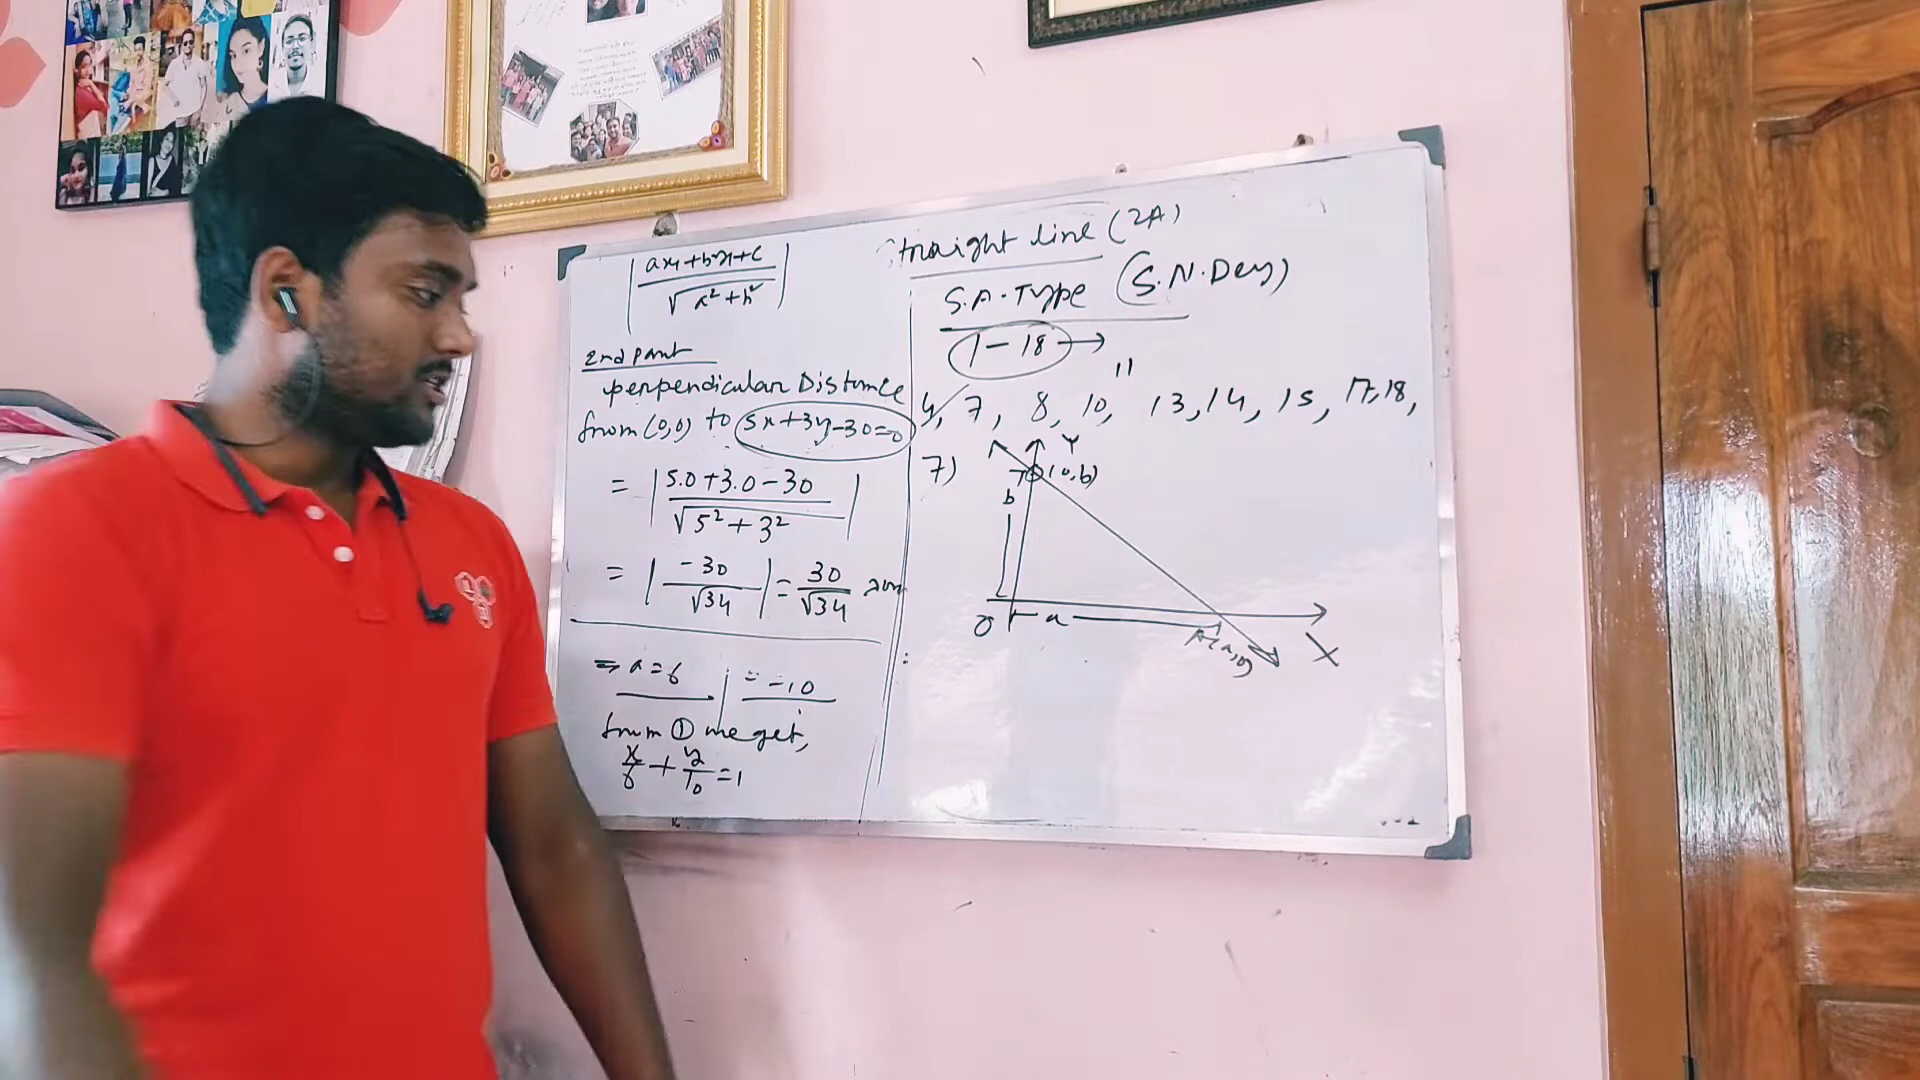 | ax₁+by₁+c / √a²+b² |
2nd part
perpendicular Distance
from (0,0) to 5x+3y-30=0
= | 5.0+3.0-30 / √5²+3² |
= | -30 / √34 | = 30 / √34
⇒ a=6 | = -10
from ① we get,
x/6 + y/10 = 1
Straight line (2A)
S.A. Type (S.N.Dey)
1-18 →
11
4, 7, 8, 10, 13, 14, 15, 17, 18,
7)
Y
(0,b)
b
O a A(a,0) X